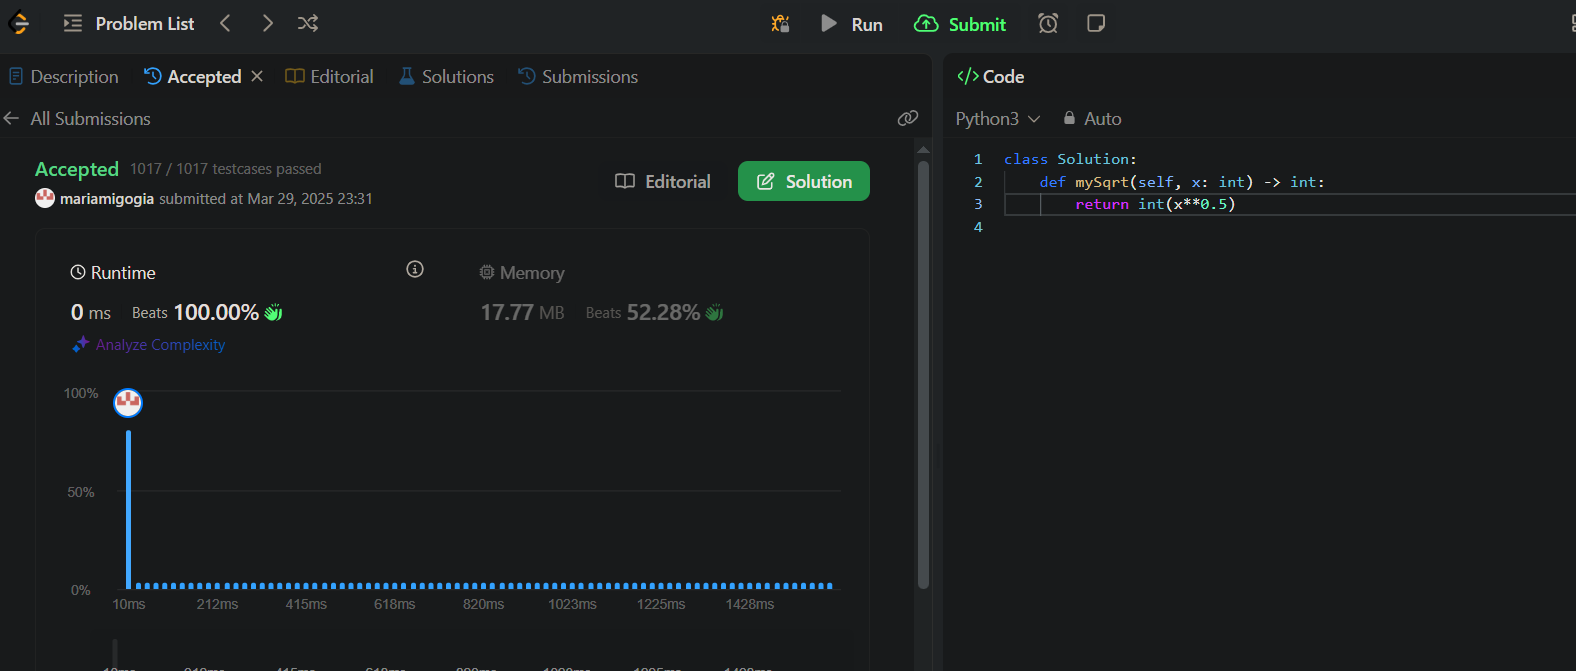 Problem List
Run
Submit
Description
Accepted
Editorial
Solutions
Submissions
All Submissions
Accepted 1017 / 1017 testcases passed
mariamigogia submitted at Mar 29, 2025 23:31
Editorial
Solution
Runtime
0 ms Beats 100.00%
Analyze Complexity
Memory
17.77 MB Beats 52.28%
100%
50%
0%
10ms 212ms 415ms 618ms 820ms 1023ms 1225ms 1428ms
</> Code
Python3
Auto
1 class Solution:
2 def mySqrt(self, x: int) -> int:
3 return int(x**0.5)
4